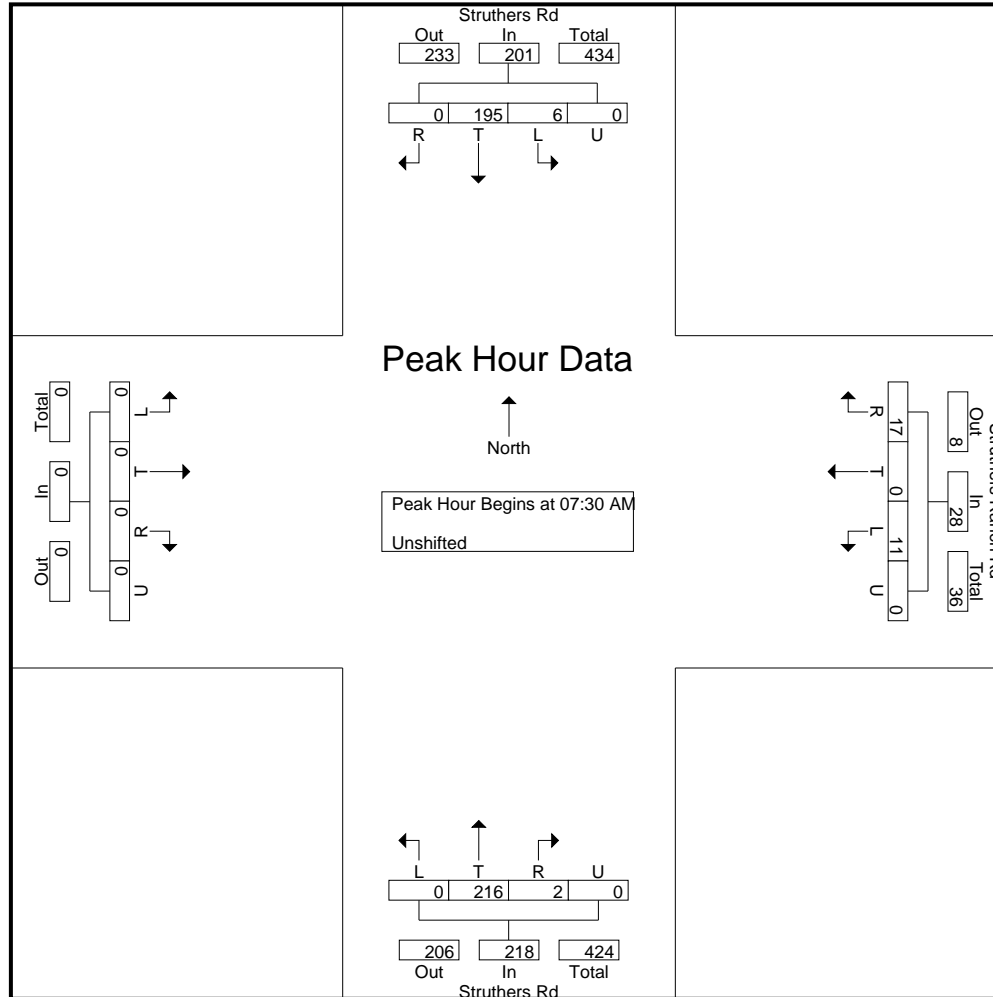 Struthers Rd
Out In Total
233 201 434
0 195 6 0
R T L U
Peak Hour Data
North
Peak Hour Begins at 07:30 AM
Unshifted
Total In Out
0 0 0
0 0 0 0
L T R U
R T L U
17 0 11 0
8 28 36
Out In Total
L T R U
0 216 2 0
206 218 424
Out In Total
Struthers Rd